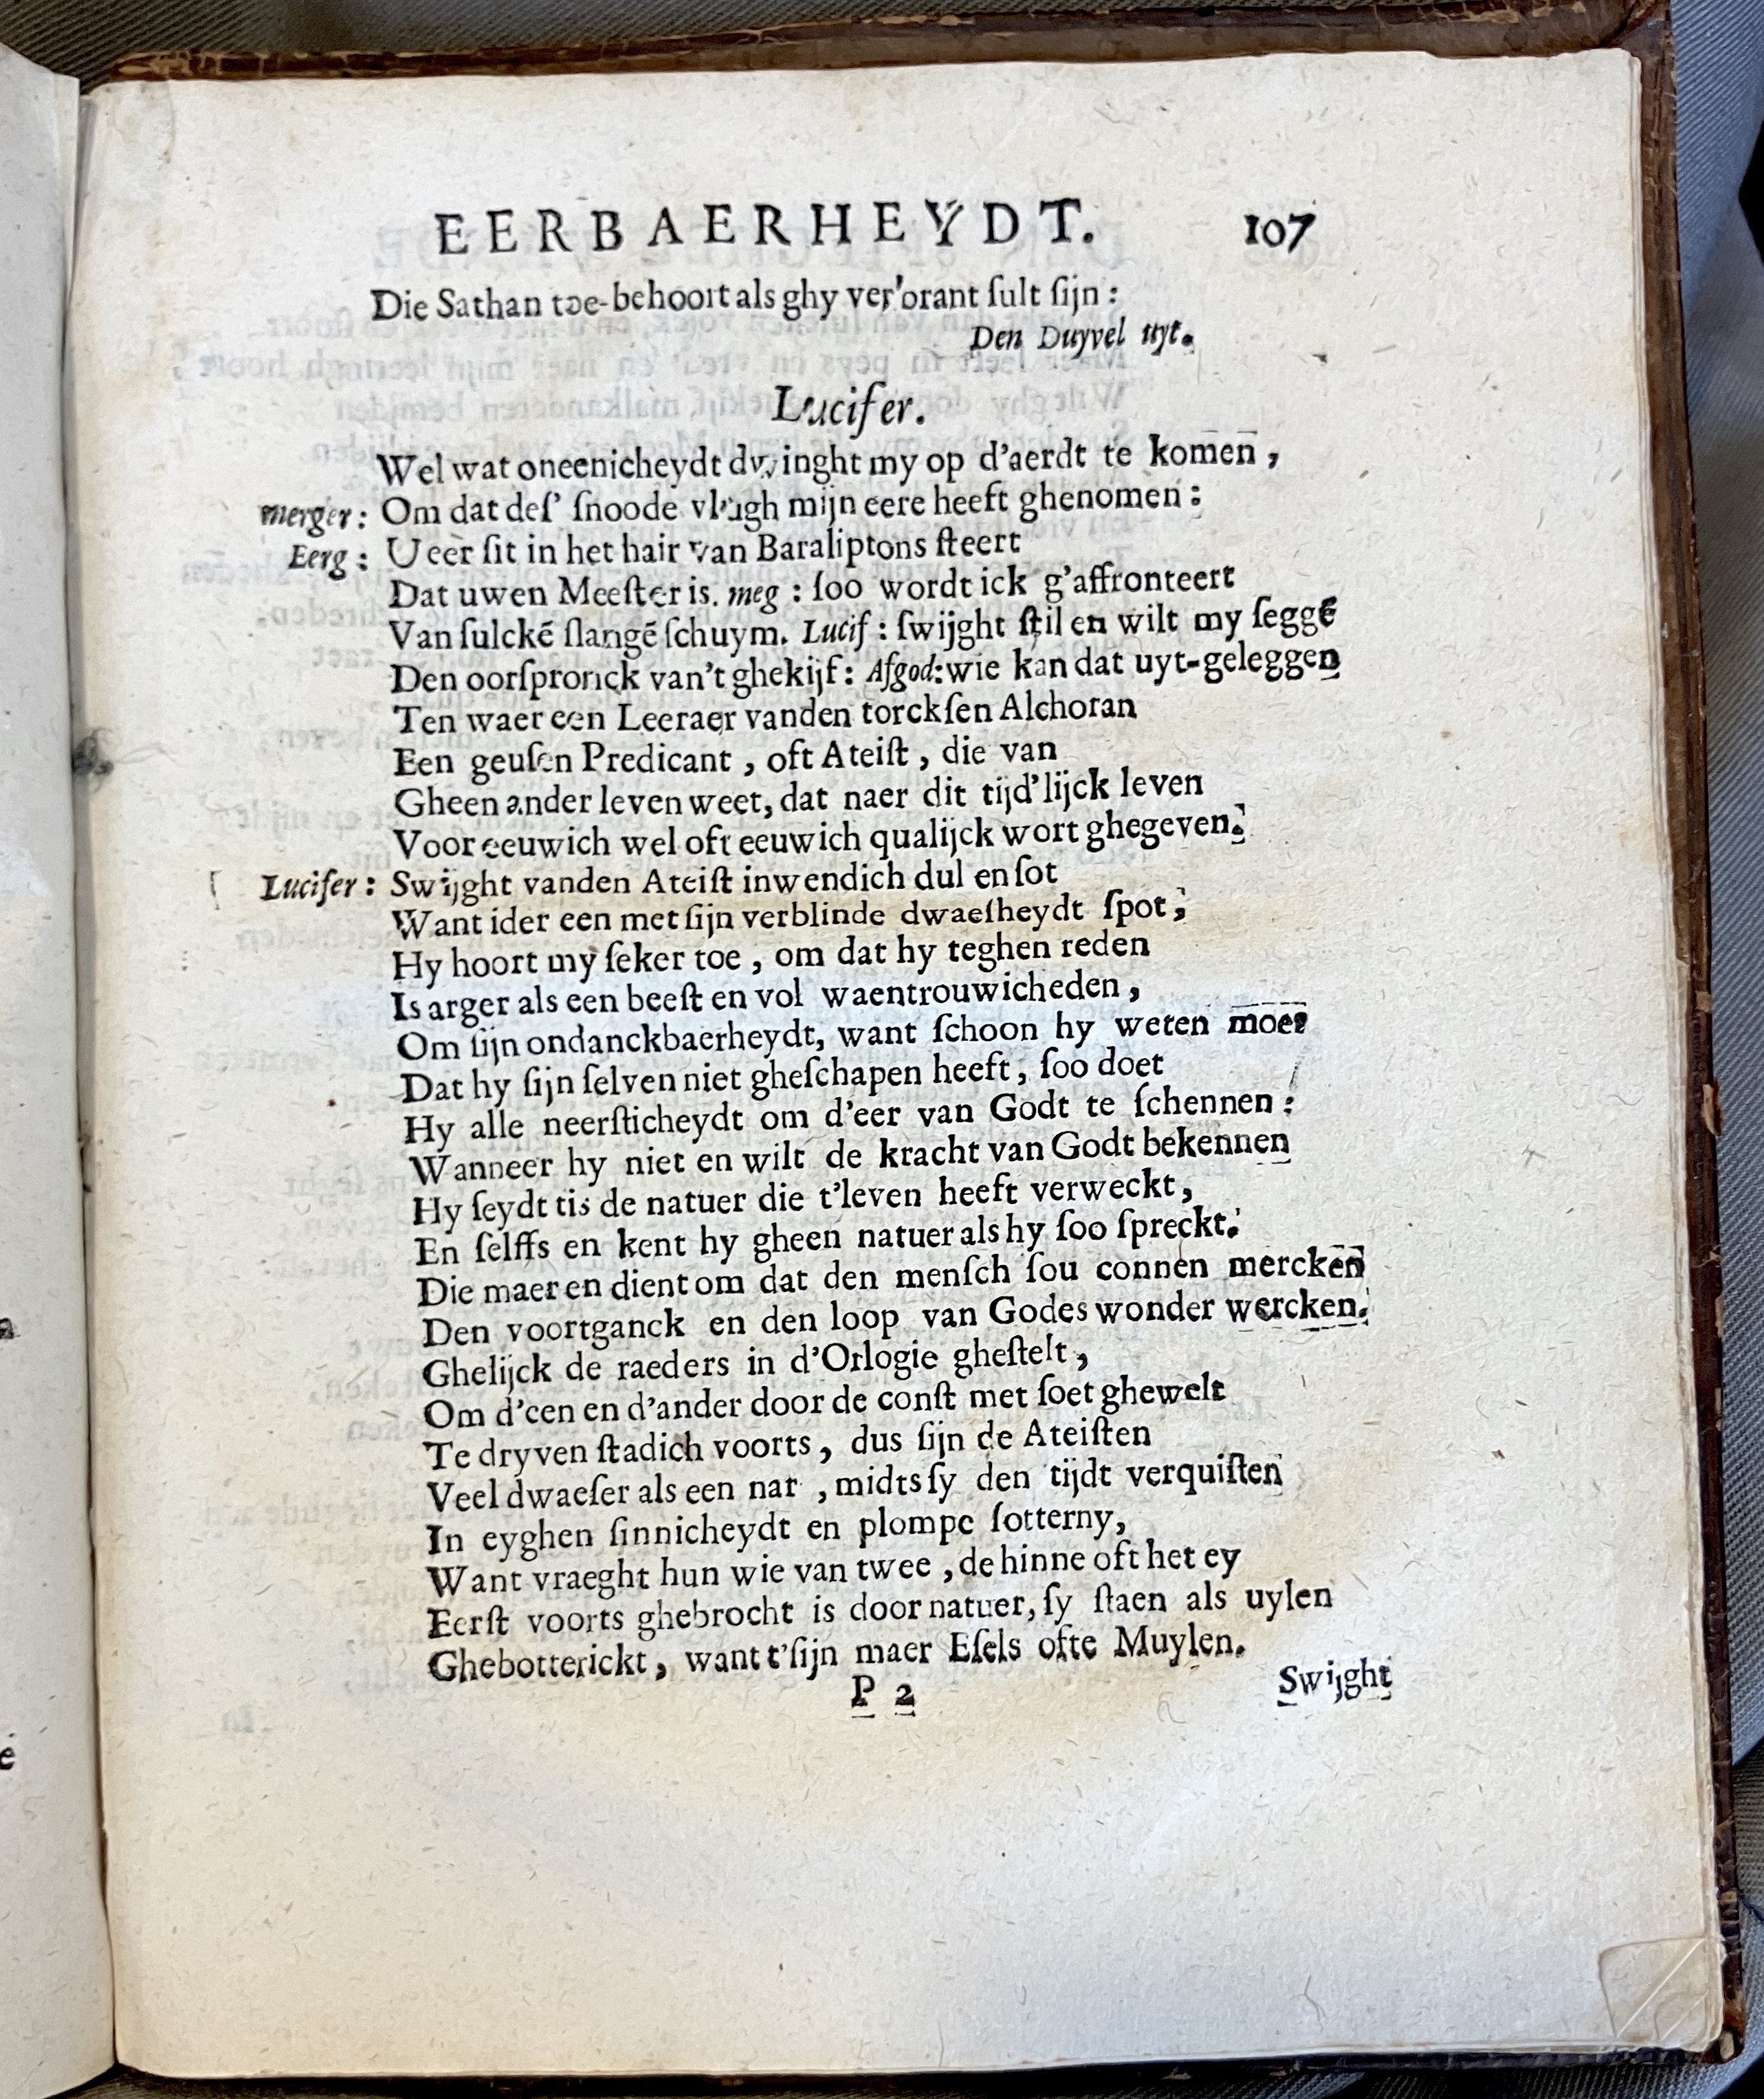 EERBAERHEYDT. 107
Die Sathan toe-behoort als ghy ver'orant ſult ſijn :
Den Duyvel uyt.
Lucifer.
Wel wat oneenicheydt dwinght my op d'aerdt te komen ,
merger : Om dat deſ' ſnoode vlugh mijn eere heeft ghenomen :
Eerg : U eer ſit in het hair van Baraliptons ſteert
Dat uwen Meeſter is. meg : ſoo wordt ick g'affronteert
Van ſulckē ſlangē ſchuym. Lucif : ſwijght ſtil en wilt my ſeggē
Den oorſpronck van't ghekijf : Afgod: wie kan dat uyt-geleggen
Ten waer een Leeraer vanden torckſen Alchoran
Een geuſen Predicant , oft Ateiſt , die van
Gheen ander leven weet, dat naer dit tijd'lijck leven
Voor eeuwich wel oft eeuwich qualijck wort ghegeven.
Lucifer : Swijght vanden Ateiſt inwendich dul en ſot
Want ider een met ſijn verblinde dwaeſheydt ſpot ;
Hy hoort my ſeker toe , om dat hy teghen reden
Is arger als een beeſt en vol waentrouwicheden ,
Om ſijn ondanckbaerheydt, want ſchoon hy weten moet
Dat hy ſijn ſelven niet gheſchapen heeft , ſoo doet
Hy alle neerſticheydt om d'eer van Godt te ſchennen :
Wanneer hy niet en wilt de kracht van Godt bekennen
Hy ſeydt tis de natuer die t'leven heeft verweckt ,
En ſelffs en kent hy gheen natuer als hy ſoo ſpreckt.
Die maer en dient om dat den menſch ſou connen mercken
Den voortganck en den loop van Godes wonder wercken.
Ghelijck de raeders in d'Orlogie gheſtelt ,
Om d'een en d'ander door de conſt met ſoet ghewelt
Te dryven ſtadich voorts , dus ſijn de Ateiſten
Veel dwaeſer als een nar , midts ſy den tijdt verquiſten
In eyghen ſinnicheydt en plompe ſotterny,
Want vraeght hun wie van twee , de hinne oft het ey
Eerſt voorts ghebrocht is door natuer, ſy ſtaen als uylen
Ghebotterickt , want t'ſijn maer Eſels ofte Muylen.
P 2 Swijght